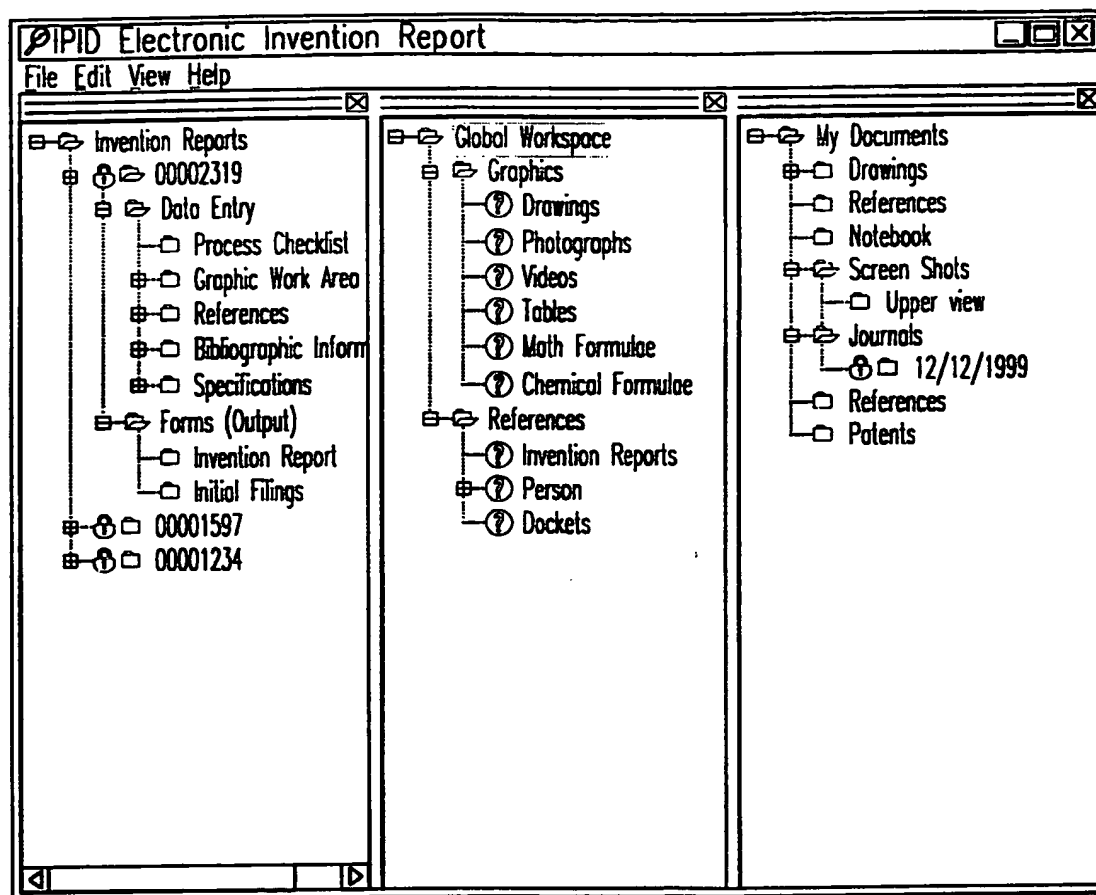 IPID Electronic Invention Report
File Edit View Help
Invention Reports
00002319
Data Entry
Process Checklist
Graphic Work Area
References
Bibliographic Inform
Specifications
Forms (Output)
Invention Report
Initial Filings
00001597
00001234
Global Workspace
Graphics
Drawings
Photographs
Videos
Tables
Math Formulae
Chemical Formulae
References
Invention Reports
Person
Dockets
My Documents
Drawings
References
Notebook
Screen Shots
Upper view
Journals
12/12/1999
References
Patents